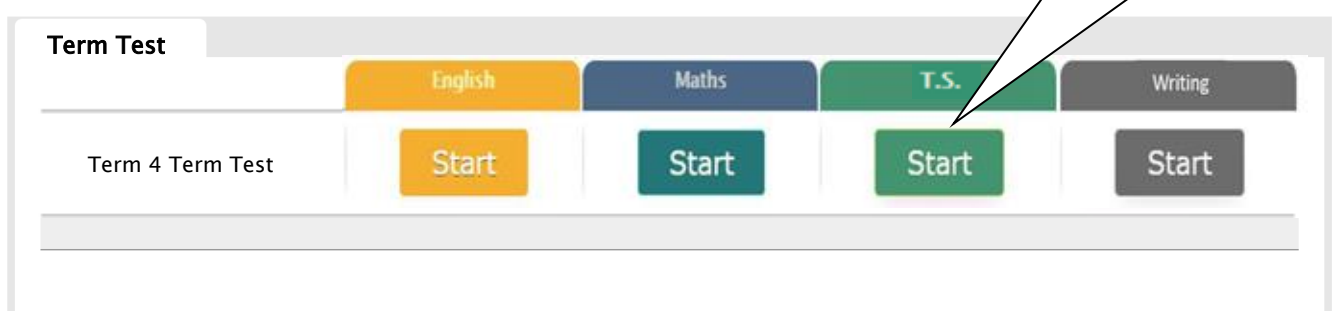 Term Test
English Maths T.S. Writing
Term 4 Term Test Start Start Start Start